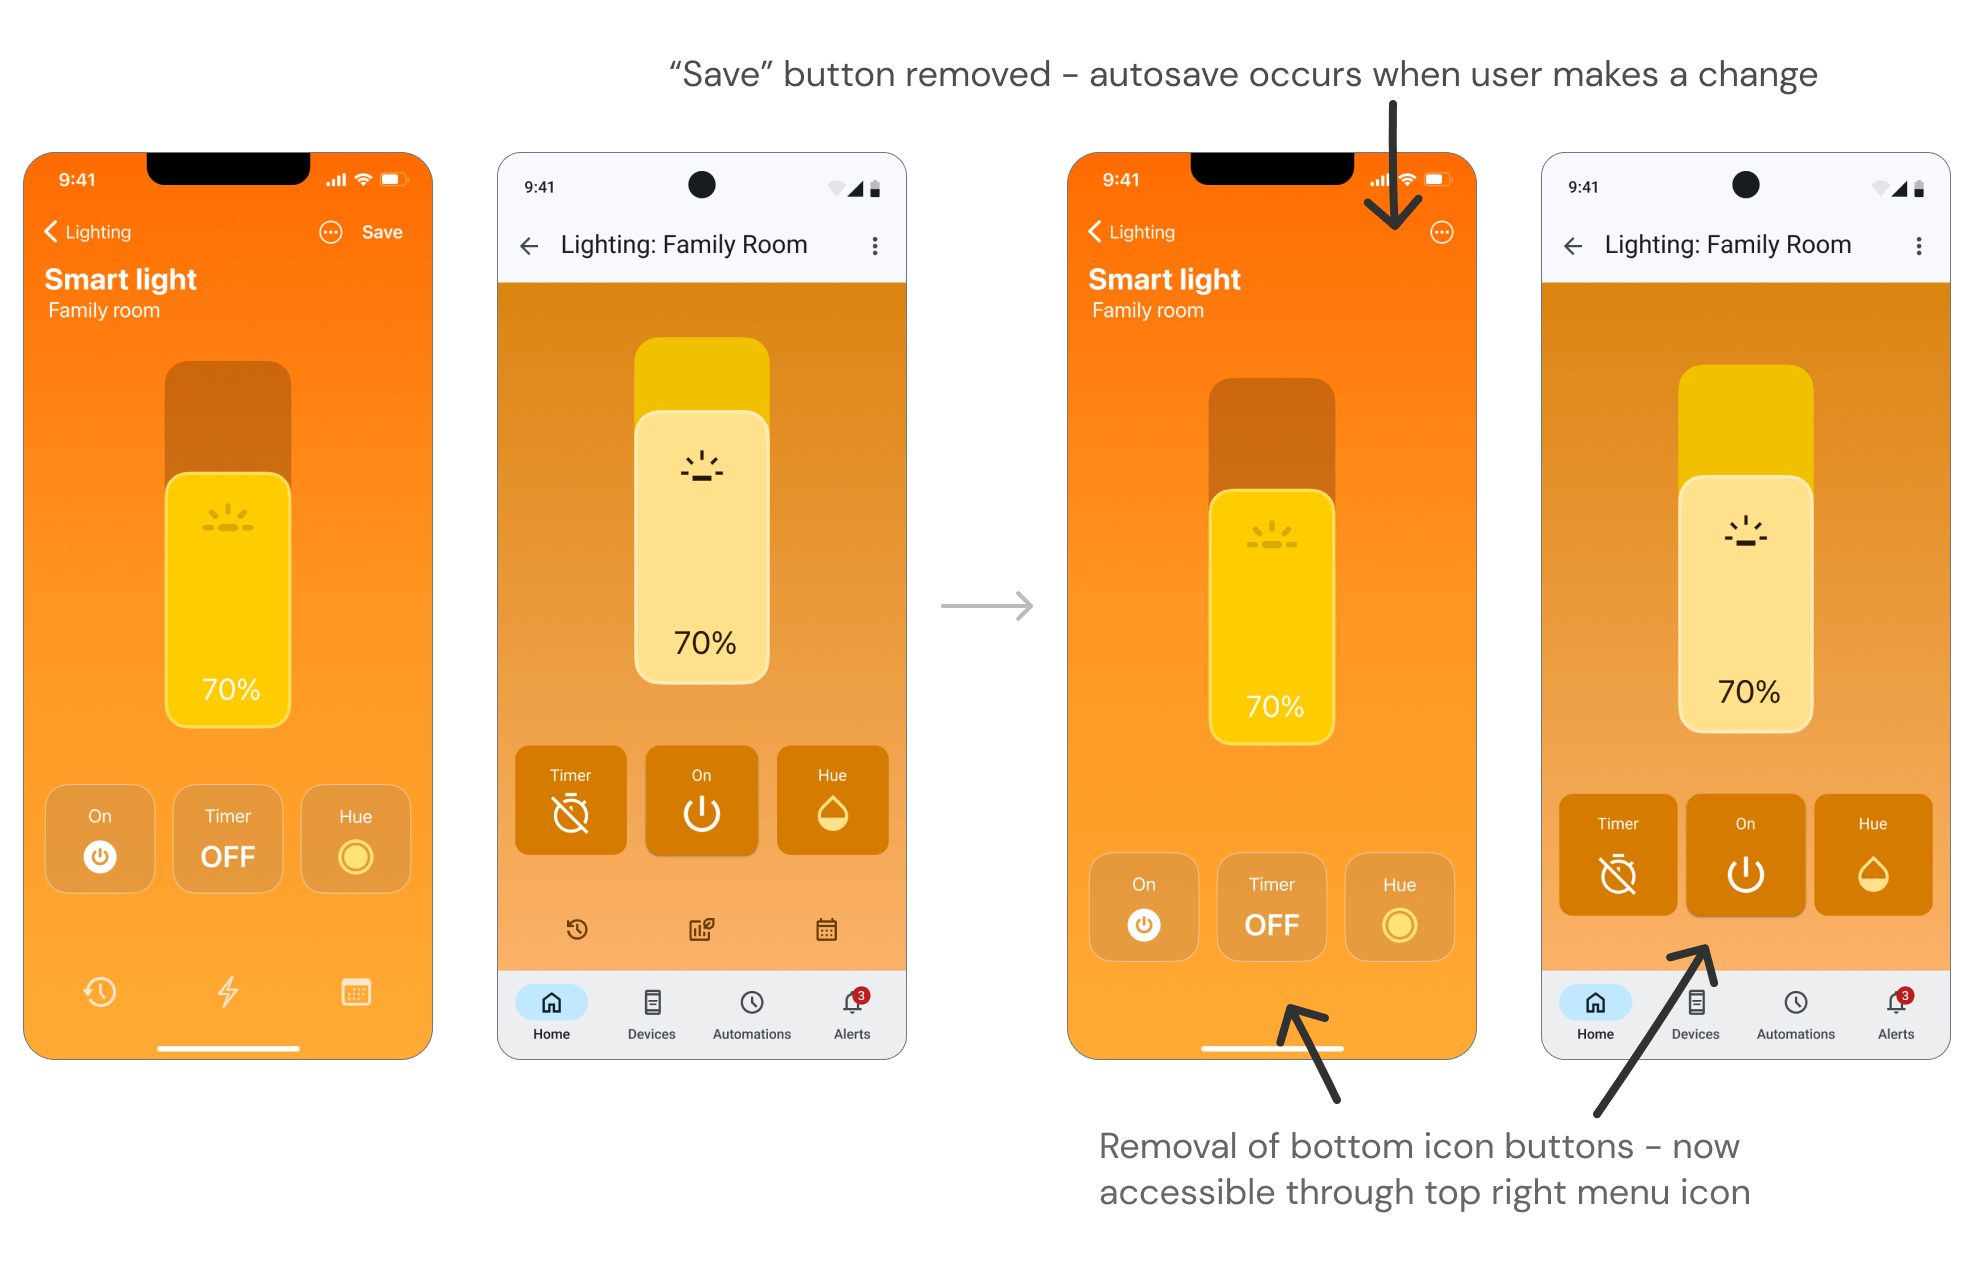 “Save” button removed - autosave occurs when user makes a change
9:41
Lighting
Save
Smart light
Family room
70%
On
Timer
Hue
OFF
9:41
Lighting: Family Room
70%
Timer
On
Hue
3
Home
Devices
Automations
Alerts
9:41
Lighting
Smart light
Family room
70%
On
Timer
Hue
OFF
9:41
Lighting: Family Room
70%
Timer
On
Hue
3
Home
Devices
Automations
Alerts
Removal of bottom icon buttons - now
accessible through top right menu icon